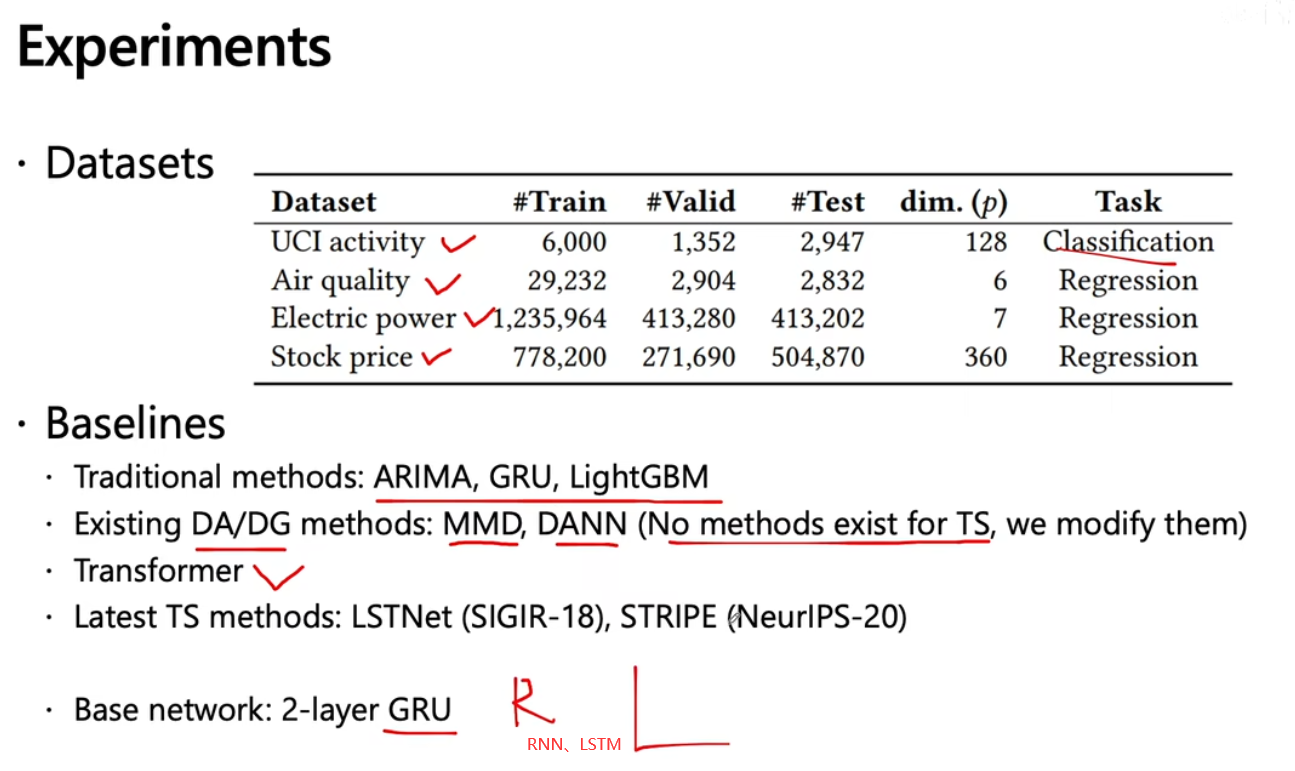 Experiments
· Datasets
Dataset #Train #Valid #Test dim. (p) Task
UCI activity 6,000 1,352 2,947 128 Classification
Air quality 29,232 2,904 2,832 6 Regression
Electric power 1,235,964 413,280 413,202 7 Regression
Stock price 778,200 271,690 504,870 360 Regression
· Baselines
· Traditional methods: ARIMA, GRU, LightGBM
· Existing DA/DG methods: MMD, DANN (No methods exist for TS, we modify them)
· Transformer
· Latest TS methods: LSTNet (SIGIR-18), STRIPE (NeurIPS-20)
· Base network: 2-layer GRU R L
RNN、LSTM